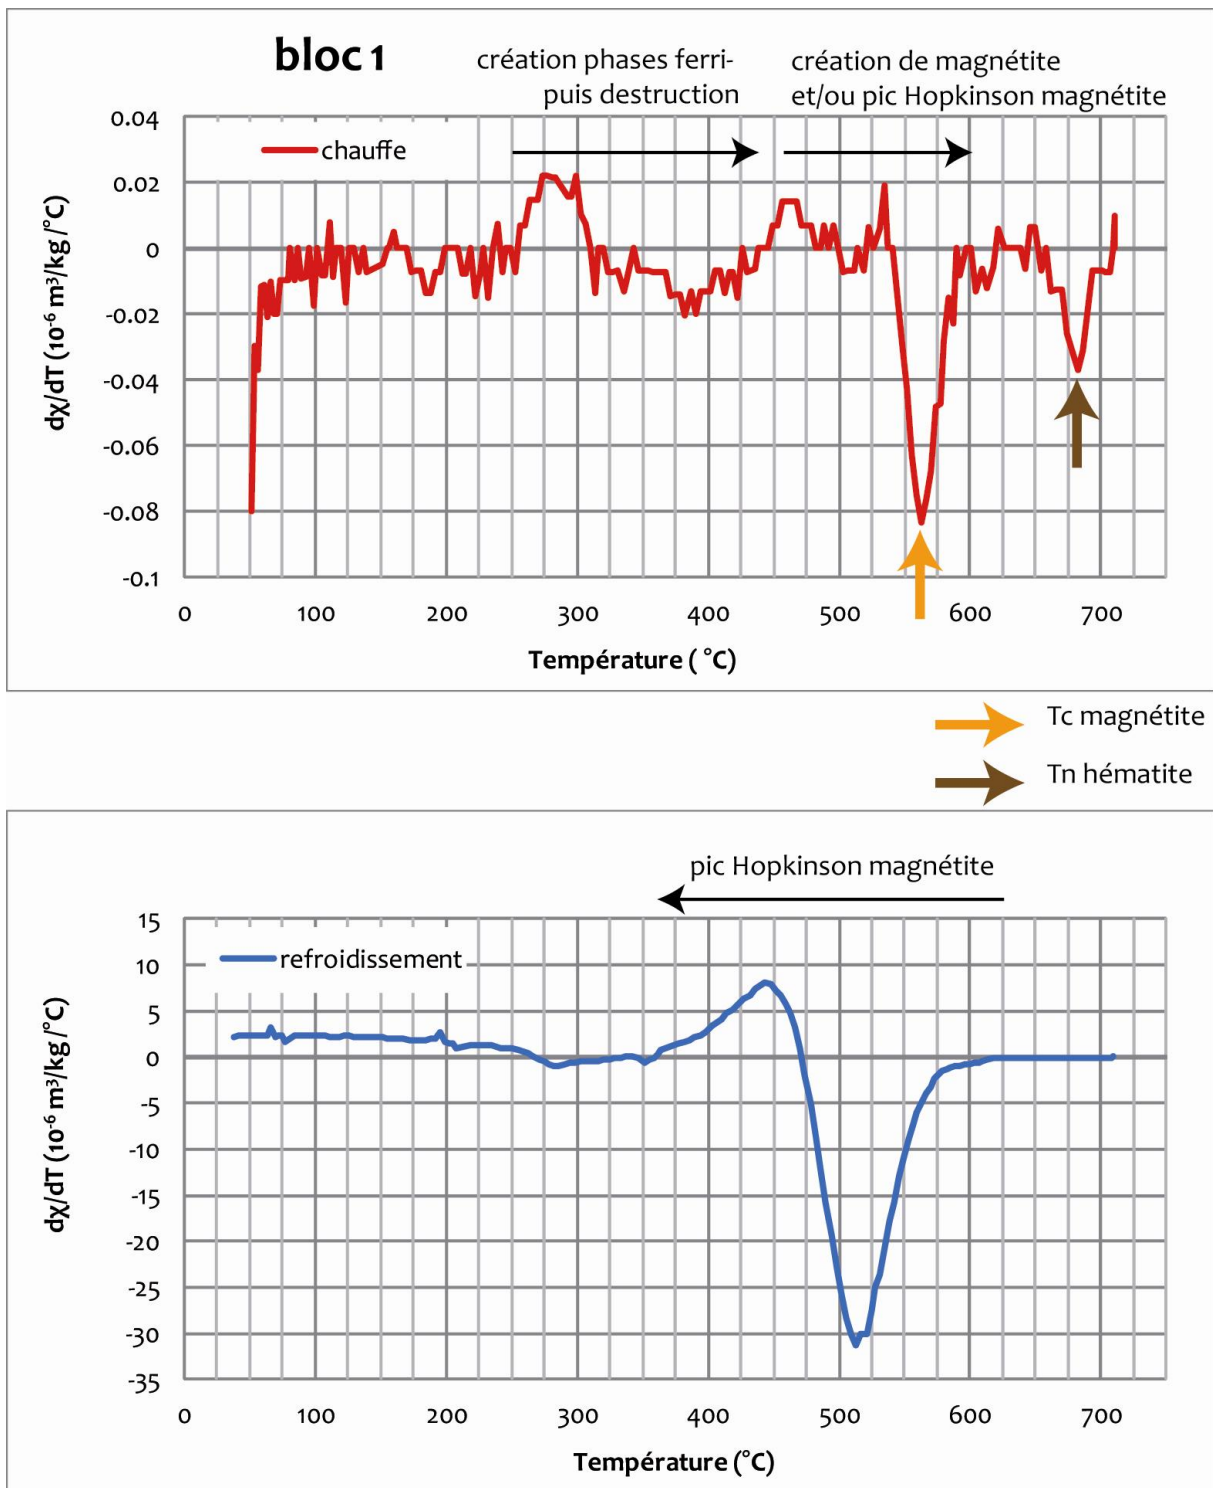 bloc 1
création phases ferri-
puis destruction
création de magnétite
et/ou pic Hopkinson magnétite
chauffe
dχ/dT (10⁻⁶ m³/kg /°C)
0.04
0.02
0
-0.02
-0.04
-0.06
-0.08
-0.1
0 100 200 300 400 500 600 700
Température ( °C)
Tc magnétite
Tn hématite
pic Hopkinson magnétite
refroidissement
dχ/dT (10⁻⁶ m³/kg /°C)
15
10
5
0
-5
-10
-15
-20
-25
-30
-35
0 100 200 300 400 500 600 700
Température (°C)